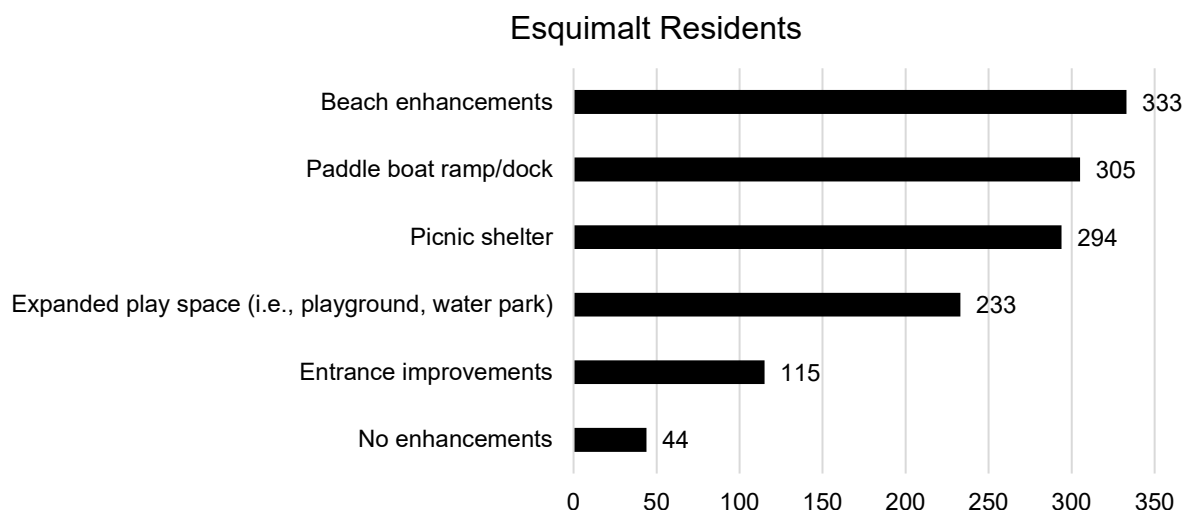 Esquimalt Residents
Beach enhancements 333
Paddle boat ramp/dock 305
Picnic shelter 294
Expanded play space (i.e., playground, water park) 233
Entrance improvements 115
No enhancements 44
0 50 100 150 200 250 300 350